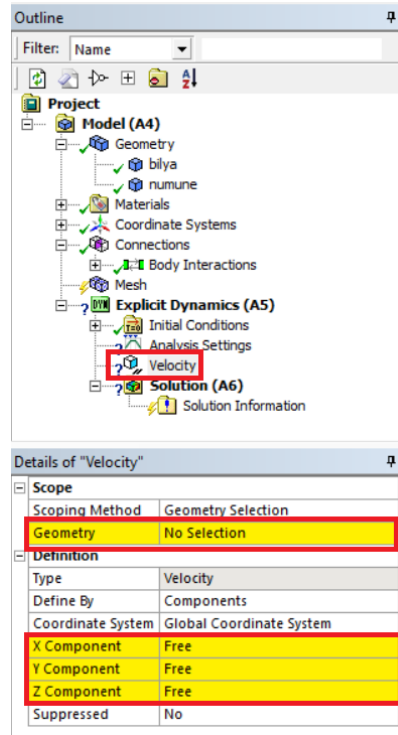 Outline
Filter: Name
Project
Model (A4)
Geometry
bilya
numune
Materials
Coordinate Systems
Connections
Body Interactions
Mesh
Explicit Dynamics (A5)
Initial Conditions
Analysis Settings
Velocity
Solution (A6)
Solution Information
Details of "Velocity"
Scope
Scoping Method Geometry Selection
Geometry No Selection
Definition
Type Velocity
Define By Components
Coordinate System Global Coordinate System
X Component Free
Y Component Free
Z Component Free
Suppressed No